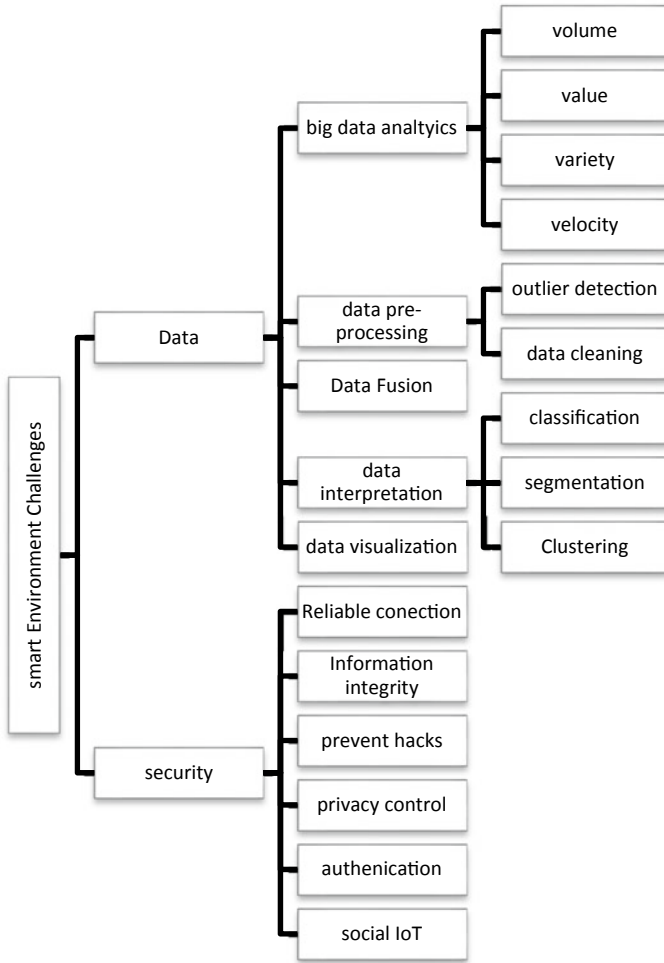 smart Environment Challenges
Data
big data analtyics
volume
value
variety
velocity
data pre-
processing
outlier detection
data cleaning
Data Fusion
data
interpretation
classification
segmentation
Clustering
data visualization
security
Reliable conection
Information
integrity
prevent hacks
privacy control
authenication
social IoT